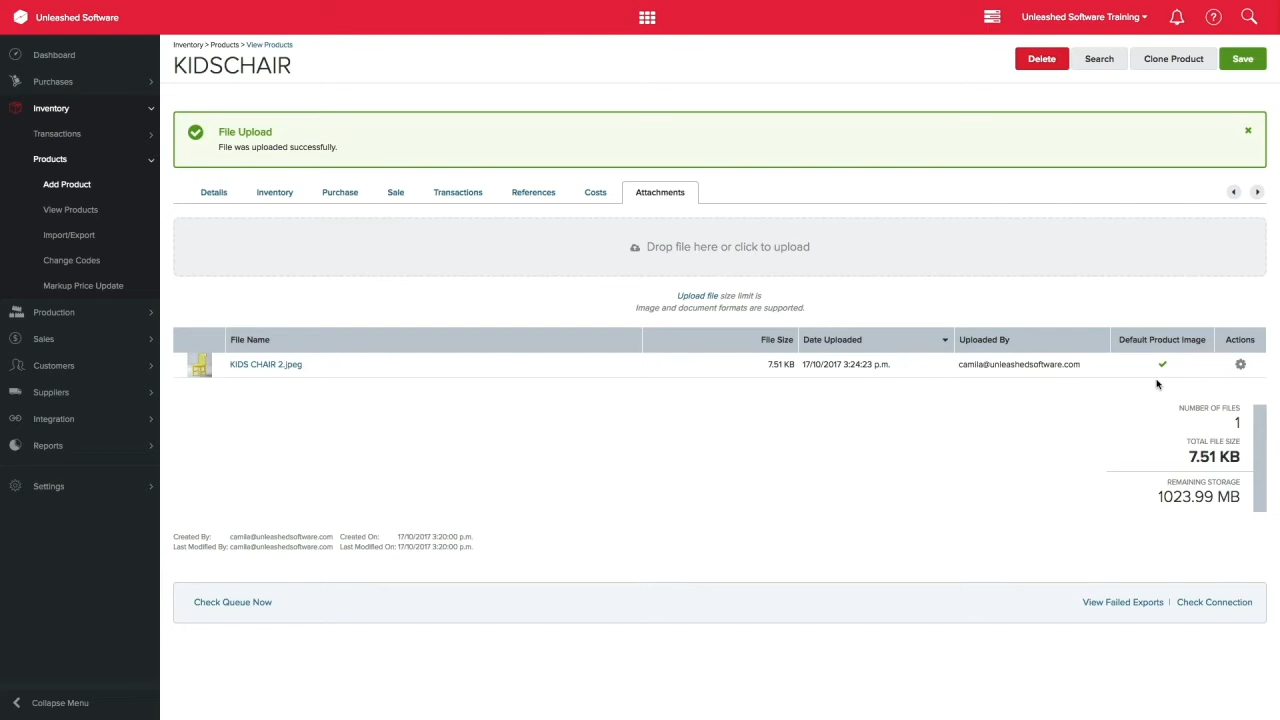 Unleashed Software
Unleashed Software Training
Dashboard
Purchases
Inventory
Transactions
Products
Add Product
View Products
Import/Export
Change Codes
Markup Price Update
Production
Sales
Customers
Suppliers
Integration
Reports
Settings
Collapse Menu
Inventory > Products > View Products
KIDSCHAIR
Delete Search Clone Product Save
File Upload
File was uploaded successfully.
Details Inventory Purchase Sale Transactions References Costs Attachments
Drop file here or click to upload
Upload file size limit is
Image and document formats are supported.
File Name File Size Date Uploaded Uploaded By Default Product Image Actions
KIDS CHAIR 2.jpeg 7.51 KB 17/10/2017 3:24:23 p.m. camila@unleashedsoftware.com
NUMBER OF FILES
1
TOTAL FILE SIZE
7.51 KB
REMAINING STORAGE
1023.99 MB
Created By: camila@unleashedsoftware.com Created On: 17/10/2017 3:20:00 p.m.
Last Modified By: camila@unleashedsoftware.com Last Modified On: 17/10/2017 3:20:00 p.m.
Check Queue Now View Failed Exports | Check Connection